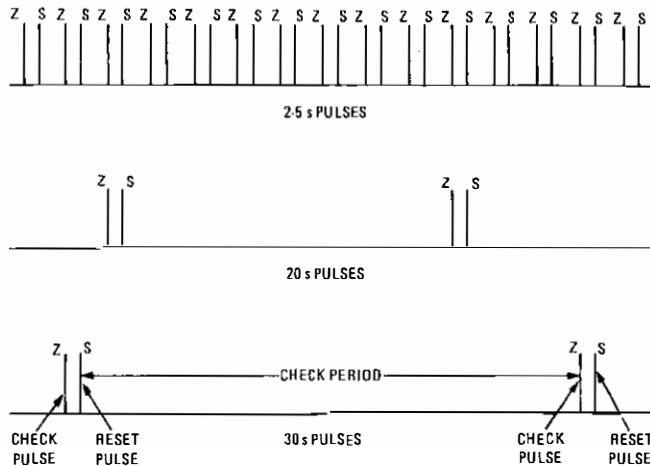 Z S Z S Z S Z S Z S Z S Z S Z S Z S Z S Z S Z S Z S Z S Z S
2·5 s PULSES
Z S Z S
20 s PULSES
Z S Z S
CHECK PERIOD
CHECK PULSE
RESET PULSE
30 s PULSES
CHECK PULSE
RESET PULSE